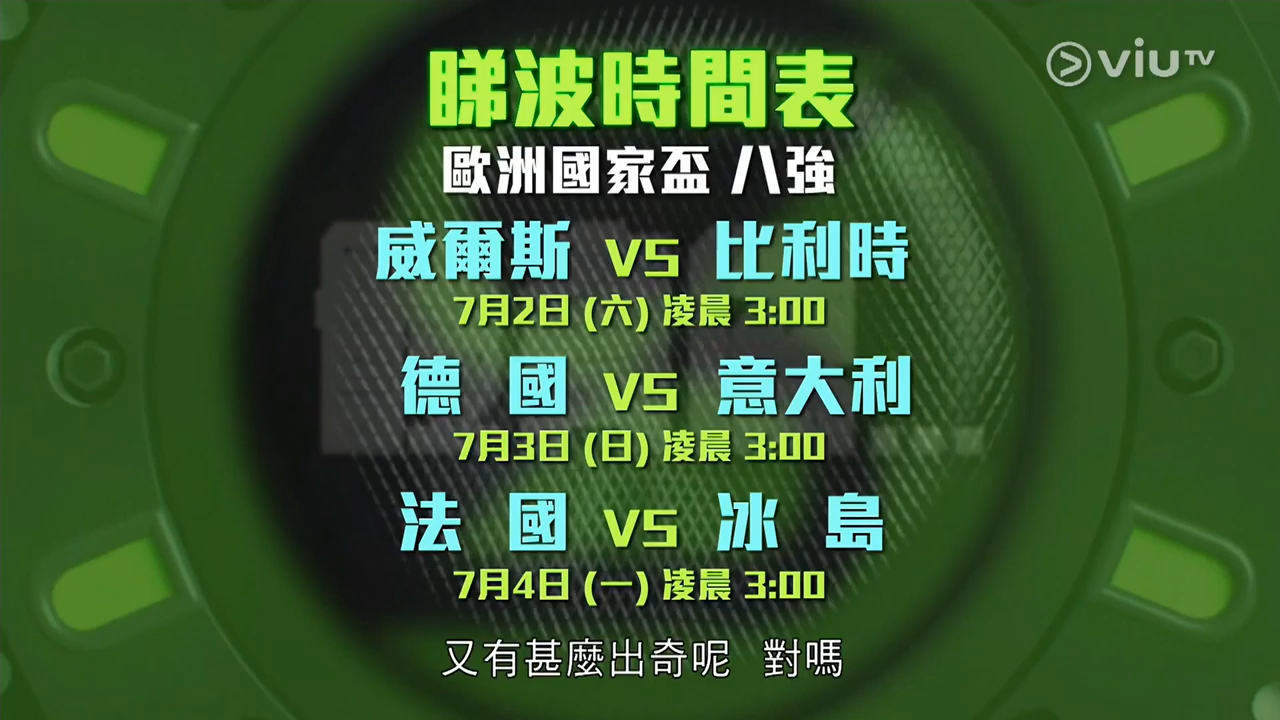 viuTV
睇波時間表
歐洲國家盃 八強
威爾斯 VS 比利時
7月2日 (六) 凌晨 3:00
德國 VS 意大利
7月3日 (日) 凌晨 3:00
法國 VS 冰島
7月4日 (一) 凌晨 3:00
又有甚麼出奇呢 對嗎